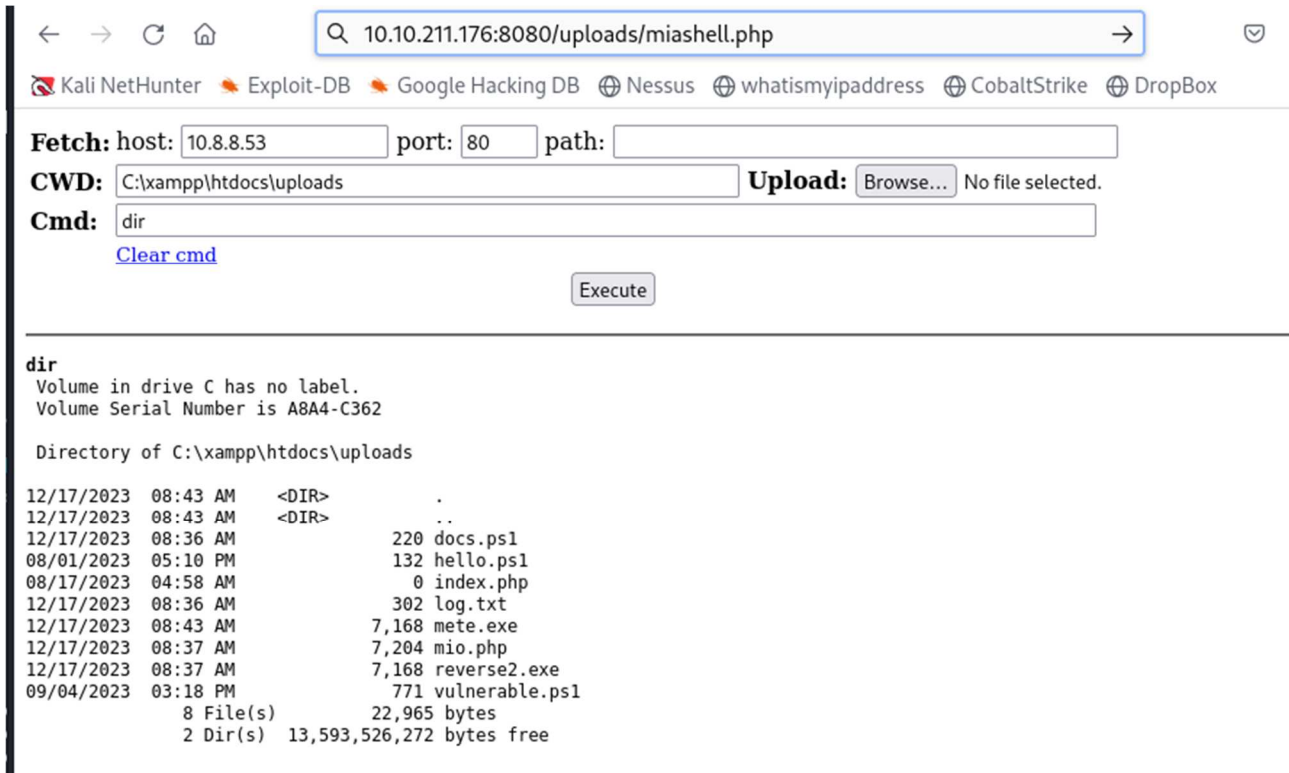 10.10.211.176:8080/uploads/miashell.php
Kali NetHunter Exploit-DB Google Hacking DB Nessus whatismyipaddress CobaltStrike DropBox
Fetch: host: 10.8.8.53 port: 80 path:
CWD: C:\xampp\htdocs\uploads Upload: Browse... No file selected.
Cmd: dir
Clear cmd
Execute
dir
Volume in drive C has no label.
Volume Serial Number is A8A4-C362
Directory of C:\xampp\htdocs\uploads
12/17/2023 08:43 AM <DIR> .
12/17/2023 08:43 AM <DIR> ..
12/17/2023 08:36 AM 220 docs.ps1
08/01/2023 05:10 PM 132 hello.ps1
08/17/2023 04:58 AM 0 index.php
12/17/2023 08:36 AM 302 log.txt
12/17/2023 08:43 AM 7,168 mete.exe
12/17/2023 08:37 AM 7,204 mio.php
12/17/2023 08:37 AM 7,168 reverse2.exe
09/04/2023 03:18 PM 771 vulnerable.ps1
8 File(s) 22,965 bytes
2 Dir(s) 13,593,526,272 bytes free